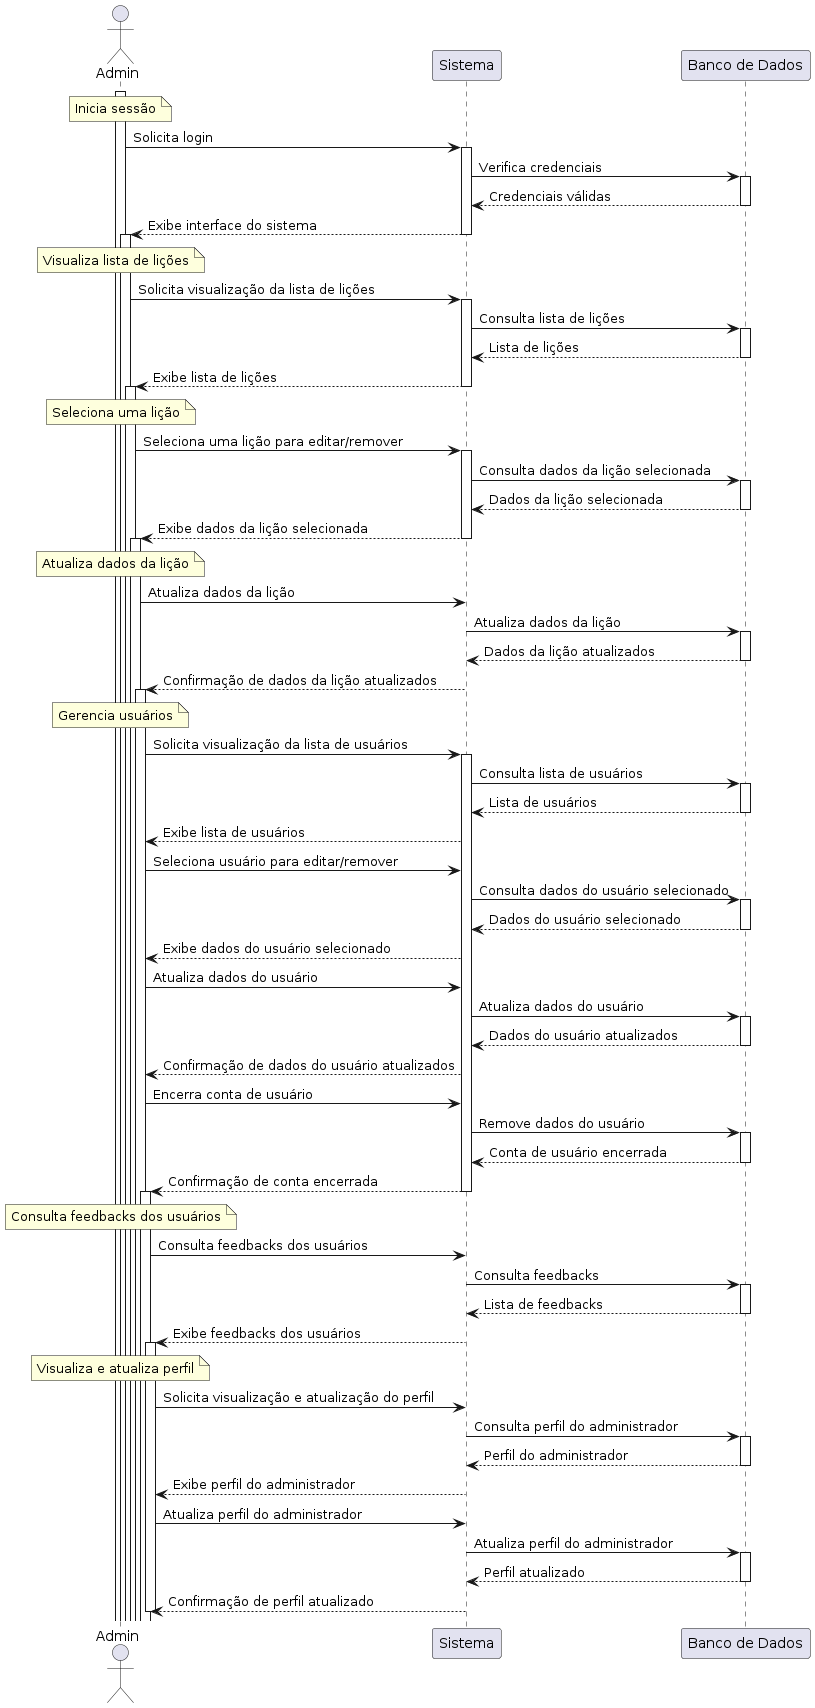 Admin
Sistema
Banco de Dados
Inicia sessão
Solicita login
Verifica credenciais
Credenciais válidas
Exibe interface do sistema
Visualiza lista de lições
Solicita visualização da lista de lições
Consulta lista de lições
Lista de lições
Exibe lista de lições
Seleciona uma lição
Seleciona uma lição para editar/remover
Consulta dados da lição selecionada
Dados da lição selecionada
Exibe dados da lição selecionada
Atualiza dados da lição
Atualiza dados da lição
Atualiza dados da lição
Dados da lição atualizados
Confirmação de dados da lição atualizados
Gerencia usuários
Solicita visualização da lista de usuários
Consulta lista de usuários
Lista de usuários
Exibe lista de usuários
Seleciona usuário para editar/remover
Consulta dados do usuário selecionado
Dados do usuário selecionado
Exibe dados do usuário selecionado
Atualiza dados do usuário
Atualiza dados do usuário
Dados do usuário atualizados
Confirmação de dados do usuário atualizados
Encerra conta de usuário
Remove dados do usuário
Conta de usuário encerrada
Confirmação de conta encerrada
Consulta feedbacks dos usuários
Consulta feedbacks dos usuários
Consulta feedbacks
Lista de feedbacks
Exibe feedbacks dos usuários
Visualiza e atualiza perfil
Solicita visualização e atualização do perfil
Consulta perfil do administrador
Perfil do administrador
Exibe perfil do administrador
Atualiza perfil do administrador
Atualiza perfil do administrador
Perfil atualizado
Confirmação de perfil atualizado
Admin
Sistema
Banco de Dados